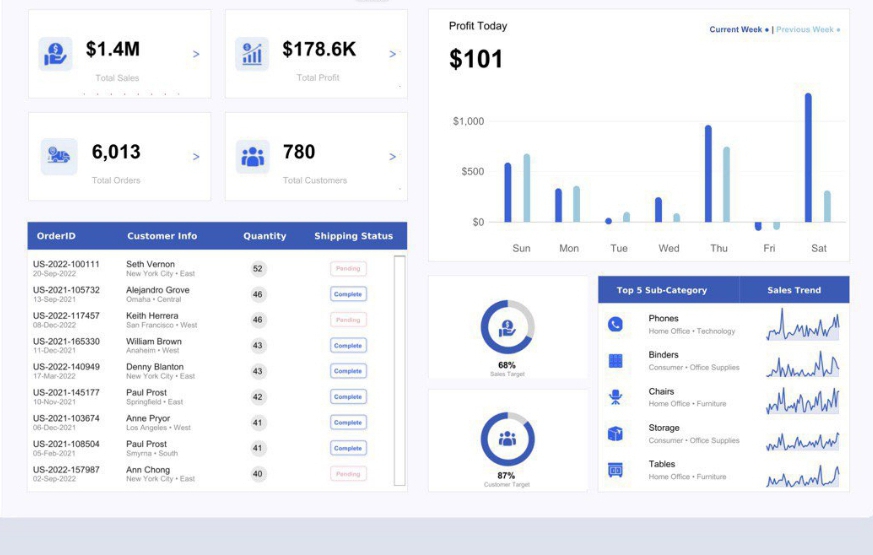 $1.4M
Total Sales
$178.6K
Total Profit
6,013
Total Orders
780
Total Customers
Profit Today
Current Week • | Previous Week •
$101
$1,000
$500
$0
Sun Mon Tue Wed Thu Fri Sat
OrderID Customer Info Quantity Shipping Status
US-2022-100111 Seth Vernon 52 Pending
20-Sep-2022 New York City • East
US-2021-105732 Alejandro Grove 46 Complete
13-Sep-2021 Omaha • Central
US-2022-117457 Keith Herrera 46 Pending
08-Dec-2022 San Francisco • West
US-2021-165330 William Brown 43 Complete
11-Dec-2021 Anaheim • West
US-2022-140949 Denny Blanton 43 Complete
17-Mar-2022 New York City • East
US-2021-145177 Paul Prost 42 Complete
10-Nov-2021 Springfield • East
US-2021-103674 Anne Pryor 41 Complete
06-Dec-2021 Los Angeles • West
US-2021-108504 Paul Prost 41 Complete
05-Feb-2021 Smyrna • South
US-2022-157987 Ann Chong 40 Pending
02-Sep-2022 New York City • East
68%
Sales Target
87%
Customer Target
Top 5 Sub-Category Sales Trend
Phones
Home Office • Technology
Binders
Consumer • Office Supplies
Chairs
Home Office • Furniture
Storage
Consumer • Office Supplies
Tables
Home Office • Furniture